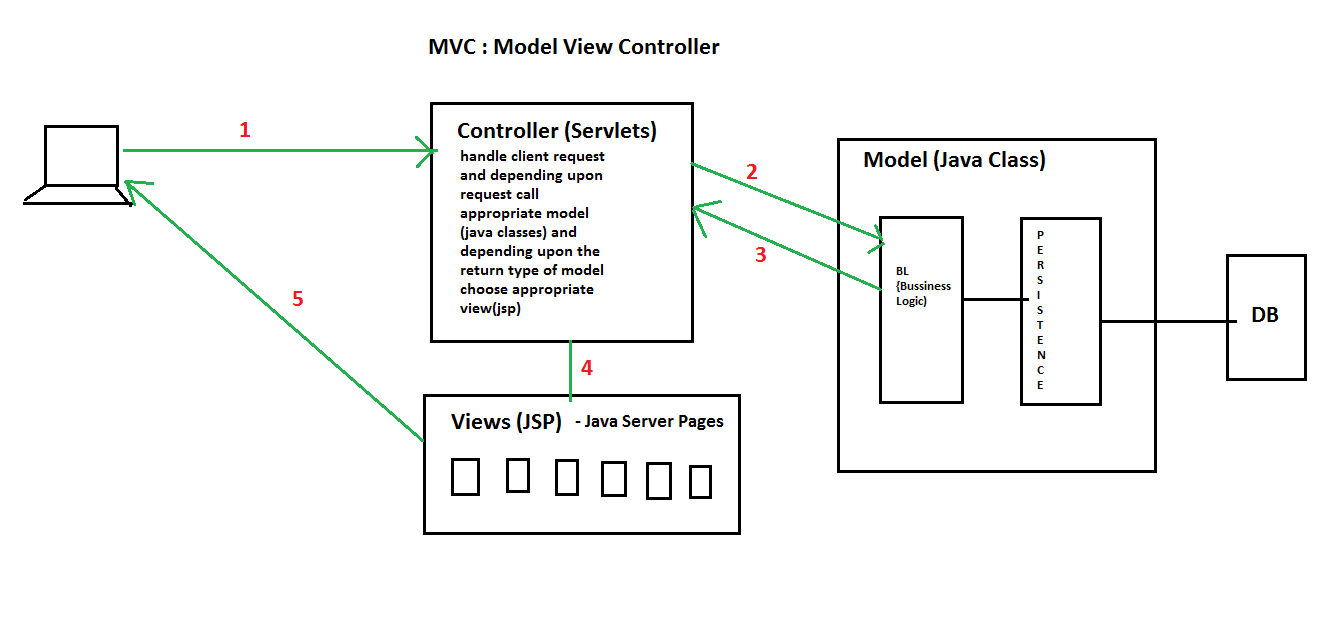 MVC : Model View Controller
1
Controller (Servlets)
handle client request
and depending upon
request call
appropriate model
(java classes) and
depending upon the
return type of model
choose appropriate
view(jsp)
2
3
Model (Java Class)
BL
{Bussiness
Logic)
P
E
R
S
I
S
T
E
N
C
E
DB
5
4
Views (JSP) - Java Server Pages